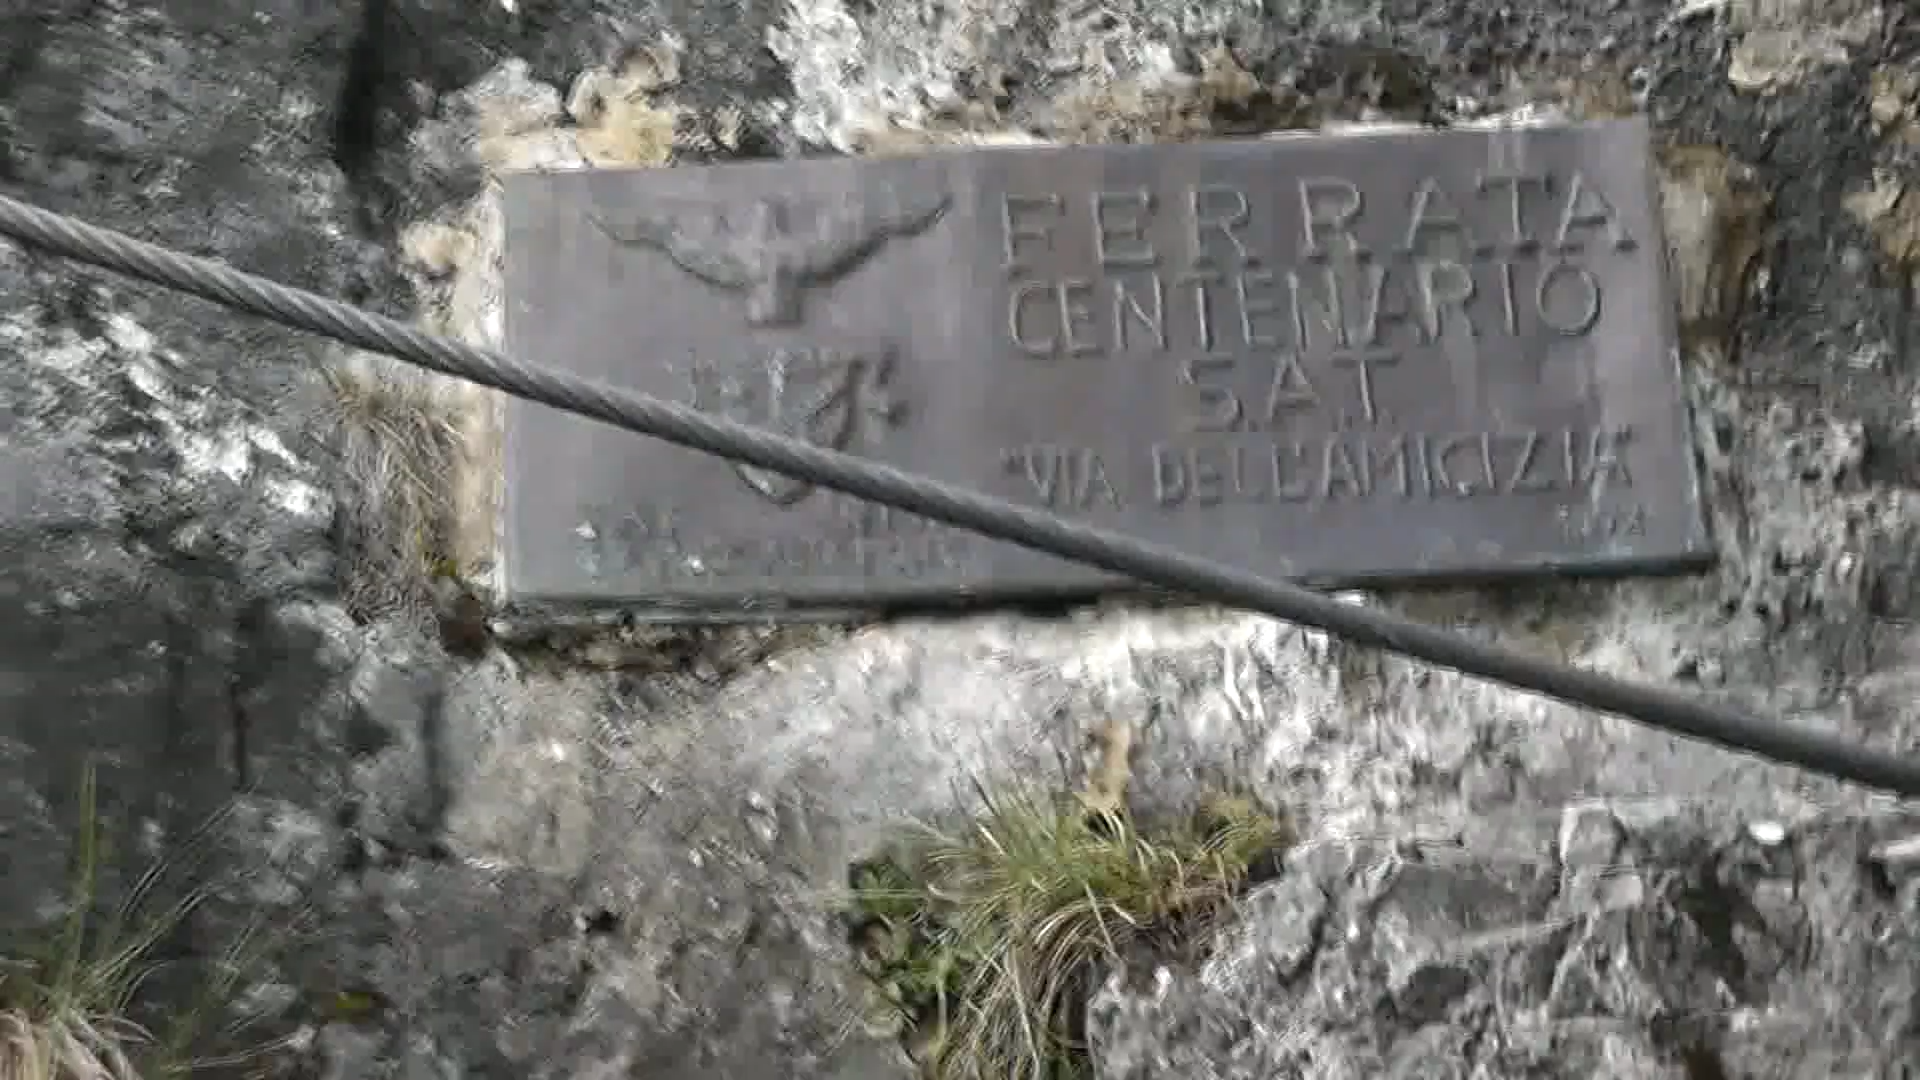 FERRATA
CENTENARIO
S.A.T.
"VIA DELL'AMICIZIA"